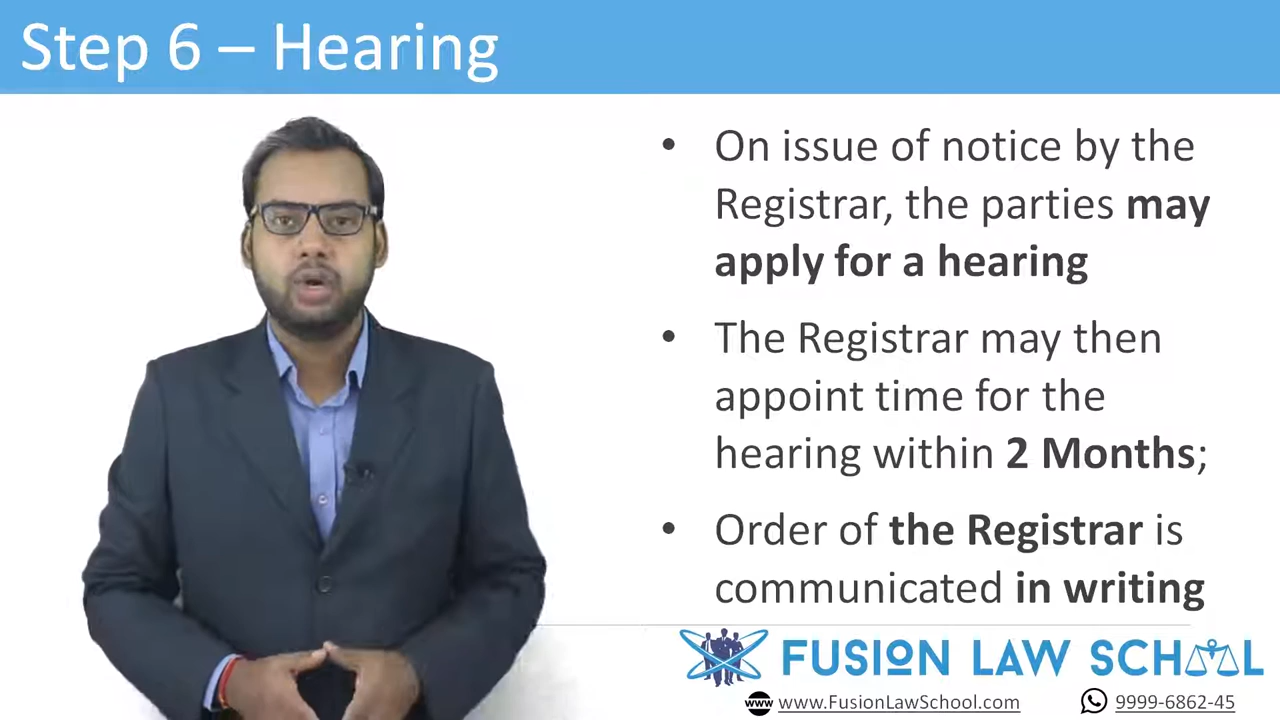 Step 6 – Hearing
• On issue of notice by the
Registrar, the parties may
apply for a hearing
• The Registrar may then
appoint time for the
hearing within 2 Months;
• Order of the Registrar is
communicated in writing
FUSION LAW SCHOOL
www www.FusionLawSchool.com 9999-6862-45